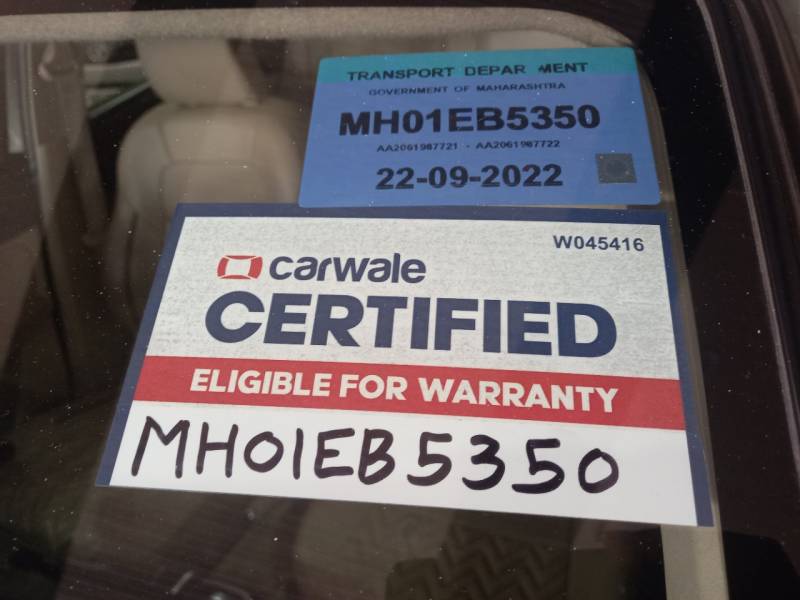 TRANSPORT DEPAR MENT
GOVERNMENT OF MAHARASHTRA
MH01EB5350
AA2061987721 - AA2061987722
22-09-2022
W045416
carwale
CERTIFIED
ELIGIBLE FOR WARRANTY
MH01EB5350